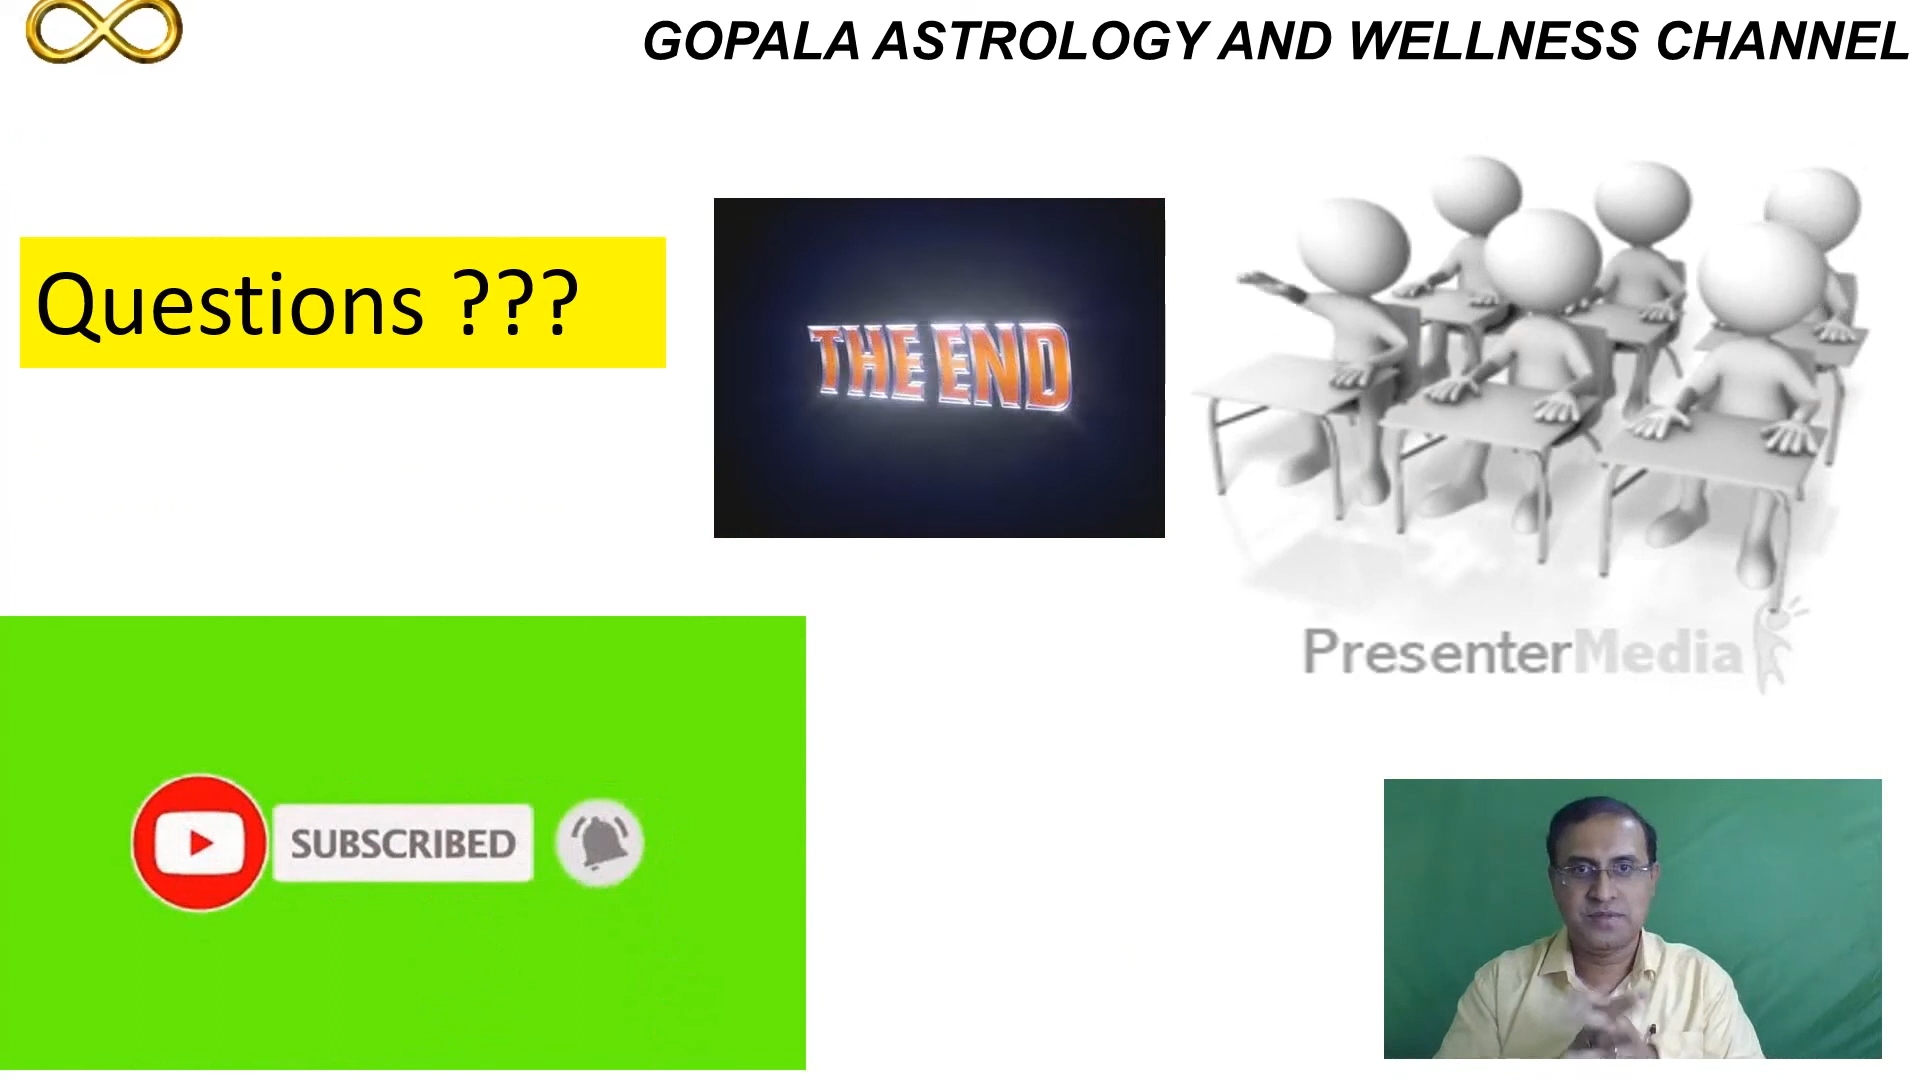 GOPALA ASTROLOGY AND WELLNESS CHANNEL
Questions ???
THE END
PresenterMedia
SUBSCRIBED